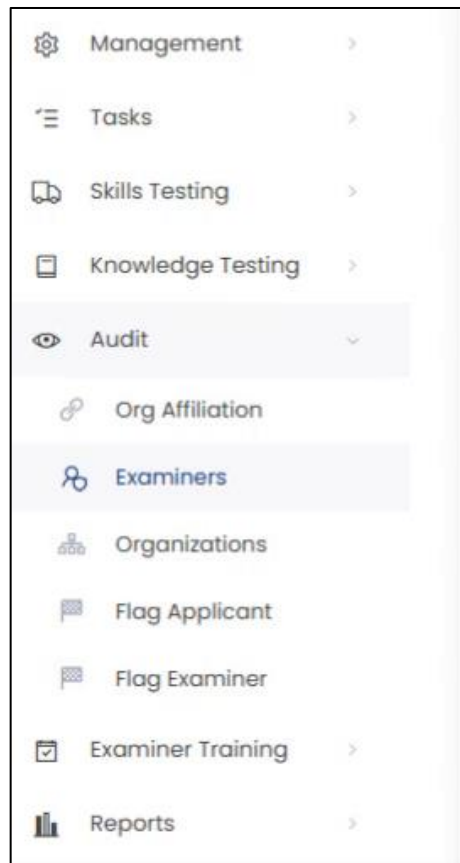 Management
Tasks
Skills Testing
Knowledge Testing
Audit
Org Affiliation
Examiners
Organizations
Flag Applicant
Flag Examiner
Examiner Training
Reports